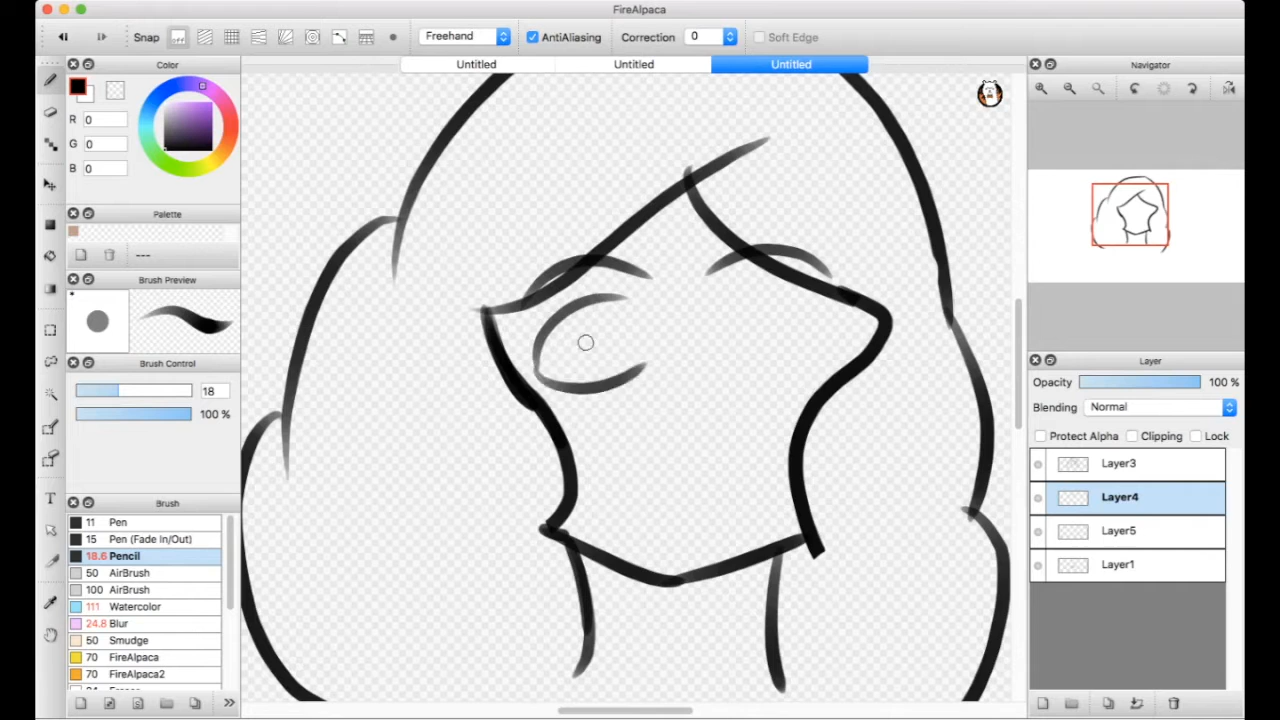 FireAlpaca
Snap off Freehand AntiAliasing Correction 0 Soft Edge
Color
Untitled Untitled Untitled
Navigator
R 0
G 0
B 0
Palette
---
Brush Preview
Brush Control
18
100 %
Brush
11 Pen
15 Pen (Fade In/Out)
18.6 Pencil
50 AirBrush
100 AirBrush
111 Watercolor
24.8 Blur
50 Smudge
70 FireAlpaca
70 FireAlpaca2
T
Layer
Opacity 100 %
Blending Normal
Protect Alpha Clipping Lock
Layer3
Layer4
Layer5
Layer1